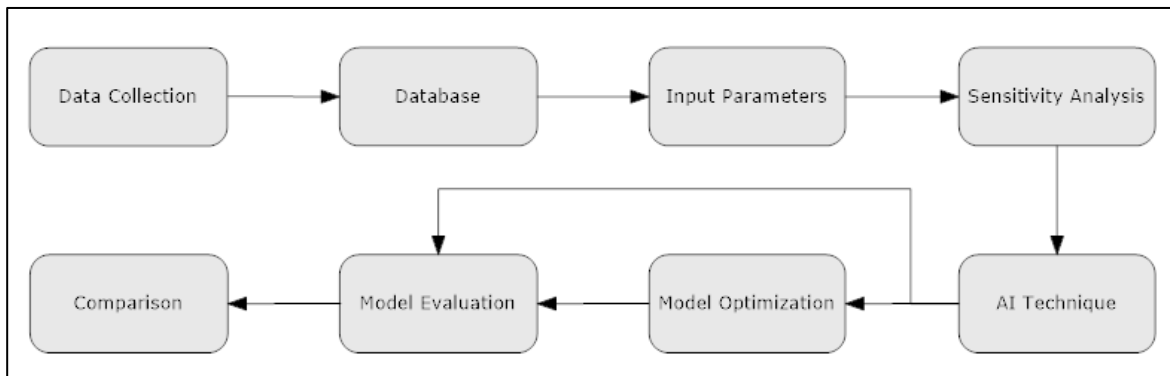 Data Collection
Database
Input Parameters
Sensitivity Analysis
Comparison
Model Evaluation
Model Optimization
AI Technique